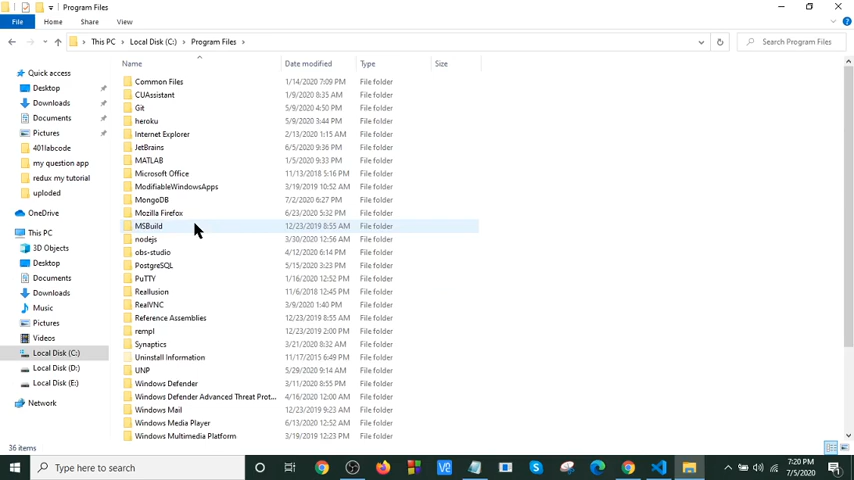 Program Files
File Home Share View
This PC Local Disk (C:) Program Files
Search Program Files
Name Date modified Type Size
Quick access
Desktop
Downloads
Documents
Pictures
401labcode
my question app
redux my tutorial
uploded
OneDrive
This PC
3D Objects
Desktop
Documents
Downloads
Music
Pictures
Videos
Local Disk (C:)
Local Disk (D:)
Local Disk (E:)
Network
Common Files 1/14/2020 7:09 PM File folder
CUAssistant 1/9/2020 8:35 AM File folder
Git 5/9/2020 4:50 PM File folder
heroku 5/9/2020 3:44 PM File folder
Internet Explorer 2/13/2020 1:15 AM File folder
JetBrains 6/5/2020 9:36 PM File folder
MATLAB 1/5/2020 9:33 PM File folder
Microsoft Office 11/13/2018 5:16 PM File folder
ModifiableWindowsApps 3/19/2019 10:52 AM File folder
MongoDB 7/2/2020 6:27 PM File folder
Mozilla Firefox 6/23/2020 5:32 PM File folder
MSBuild 12/23/2019 8:55 AM File folder
nodejs 3/30/2020 12:56 AM File folder
obs-studio 4/12/2020 6:14 PM File folder
PostgreSQL 5/15/2020 3:23 PM File folder
PuTTY 1/16/2020 12:52 PM File folder
Reallusion 11/6/2018 12:45 PM File folder
RealVNC 3/9/2020 1:40 PM File folder
Reference Assemblies 12/23/2019 8:55 AM File folder
rempl 12/23/2019 2:00 PM File folder
Synaptics 3/21/2020 8:32 AM File folder
Uninstall Information 11/17/2015 6:49 PM File folder
UNP 5/29/2020 9:14 AM File folder
Windows Defender 3/11/2020 8:55 PM File folder
Windows Defender Advanced Threat Prot... 4/16/2020 12:00 AM File folder
Windows Mail 12/23/2019 9:23 AM File folder
Windows Media Player 6/13/2020 12:52 AM File folder
Windows Multimedia Platform 3/19/2019 12:23 PM File folder
36 items
Type here to search
7:20 PM
7/5/2020